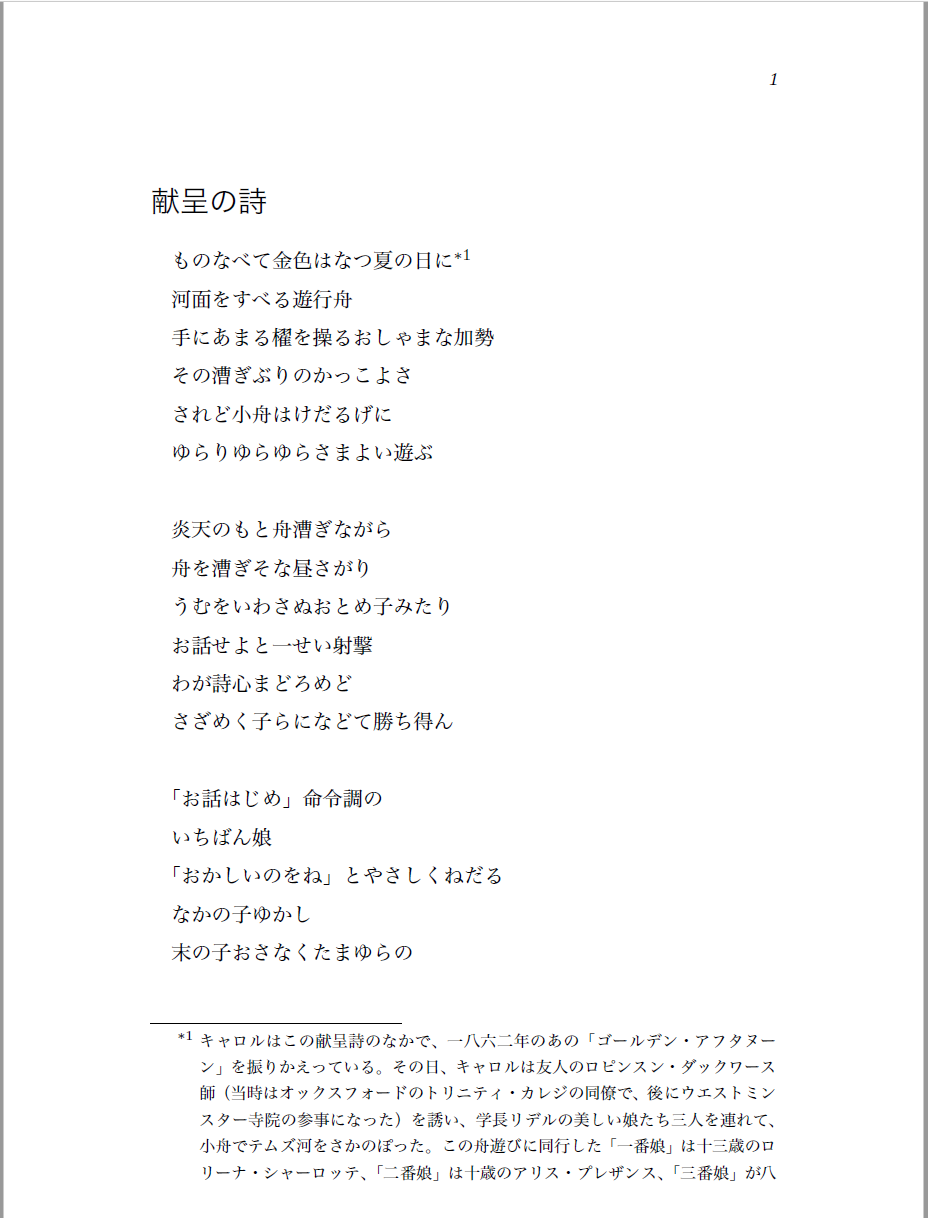 1
献呈の詩
ものなべて金色はなつ夏の日に*1
河面をすべる遊行舟
手にあまる櫂を操るおしゃまな加勢
その漕ぎぶりのかっこよさ
されど小舟はけだるげに
ゆらりゆらゆらさまよい遊ぶ
炎天のもと舟漕ぎながら
舟を漕ぎそな昼さがり
うむをいわさぬおとめ子みたり
お話せよと一せい射撃
わが詩心まどろめど
さざめく子らになどて勝ち得ん
「お話はじめ」命令調の
いちばん娘
「おかしいのをね」とやさしくねだる
なかの子ゆかし
末の子おさなくたまゆらの
*1 キャロルはこの献呈詩のなかで、一八六二年のあの「ゴールデン・アフタヌー
ン」を振りかえっている。その日、キャロルは友人のロビンスン・ダックワース
師（当時はオックスフォードのトリニティ・カレジの同僚で、後にウエストミン
スター寺院の参事になった）を誘い、学長リデルの美しい娘たち三人を連れて、
小舟でテムズ河をさかのぼった。この舟遊びに同行した「一番娘」は十三歳のロ
リーナ・シャーロッテ、「二番娘」は十歳のアリス・プレザンス、「三番娘」が八